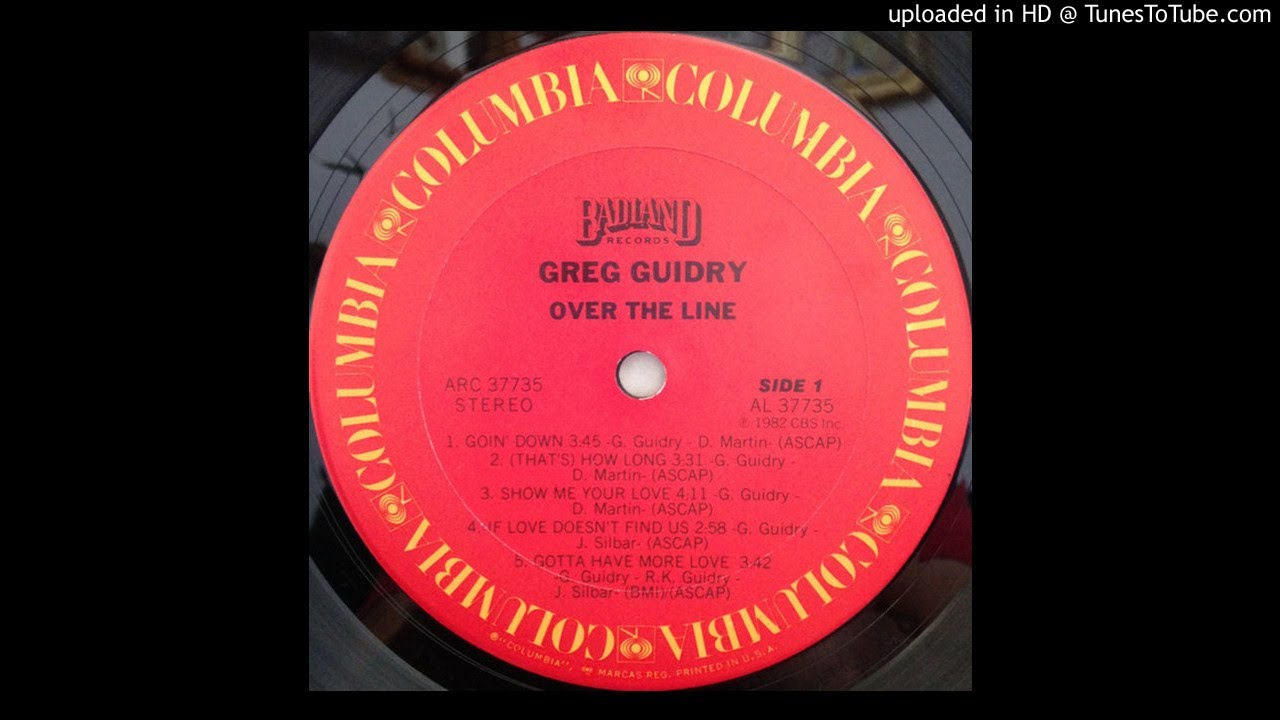 uploaded in HD @ TunesToTube.com
COLUMBIA COLUMBIA COLUMBIA COLUMBIA COLUMBIA COLUMBIA COLUMBIA COLUMBIA
BADLAND
RECORDS
GREG GUIDRY
OVER THE LINE
ARC 37735
STEREO
SIDE 1
AL 37735
℗ 1982 CBS Inc.
1. GOIN' DOWN 3:45 -G. Guidry - D. Martin- (ASCAP)
2. (THAT'S) HOW LONG 3:31 -G. Guidry -
D. Martin- (ASCAP)
3. SHOW ME YOUR LOVE 4:11 -G. Guidry -
D. Martin- (ASCAP)
4. IF LOVE DOESN'T FIND US 2:58 -G. Guidry -
J. Silbar- (ASCAP)
5. GOTTA HAVE MORE LOVE 3:42
-G. Guidry - R.K. Guidry -
J. Silbar- (BMI)/(ASCAP)
® "COLUMBIA", MARCAS REG. PRINTED IN U.S.A.